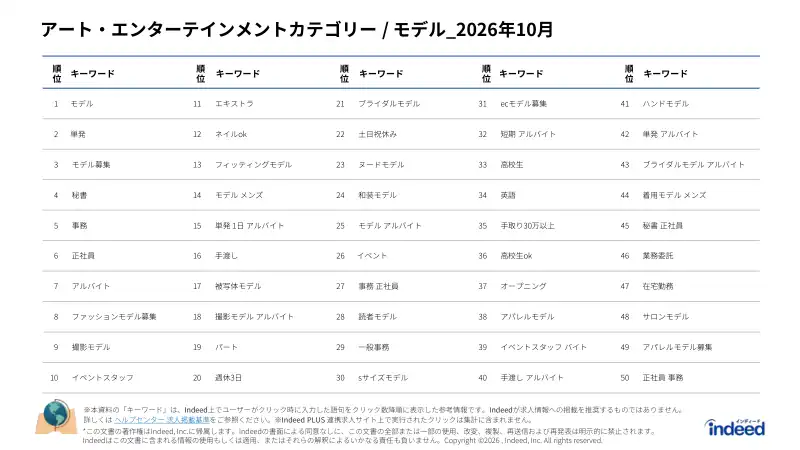 アート・エンターテインメントカテゴリー / モデル_2026年10月
順位 キーワード 順位 キーワード 順位 キーワード 順位 キーワード 順位 キーワード
1 モデル 11 エキストラ 21 ブライダルモデル 31 ecモデル募集 41 ハンドモデル
2 単発 12 ネイルok 22 土日祝休み 32 短期 アルバイト 42 単発 アルバイト
3 モデル募集 13 フィッティングモデル 23 ヌードモデル 33 高校生 43 ブライダルモデル アルバイト
4 秘書 14 モデル メンズ 24 和装モデル 34 英語 44 着用モデル メンズ
5 事務 15 単発 1日 アルバイト 25 モデル アルバイト 35 手取り30万以上 45 秘書 正社員
6 正社員 16 手渡し 26 イベント 36 高校生ok 46 業務委託
7 アルバイト 17 被写体モデル 27 事務 正社員 37 オープニング 47 在宅勤務
8 ファッションモデル募集 18 撮影モデル アルバイト 28 読者モデル 38 アパレルモデル 48 サロンモデル
9 撮影モデル 19 パート 29 一般事務 39 イベントスタッフ バイト 49 アパレルモデル募集
10 イベントスタッフ 20 週休3日 30 sサイズモデル 40 手渡し アルバイト 50 正社員 事務
※本資料の「キーワード」は、Indeed上でユーザーがクリック時に入力した語句をクリック数降順に表示した参考情報です。Indeedが求人情報への掲載を推奨するものではありません。
詳しくは ヘルプセンター 求人掲載基準をご参照ください。※Indeed PLUS 連携求人サイト上で実行されたクリックは集計に含まれません。
*この文書の著作権はIndeed, Inc.に帰属します。Indeedの書面による同意なしに、この文書の全部または一部の使用、改変、複製、再送信および再発表は明示的に禁止されます。
Indeedはこの文書に含まれる情報の使用もしくは適用、またはそれらの解釈によるいかなる責任も負いません。Copyright ©2026 , Indeed, Inc. All rights reserved.
インディード
indeed